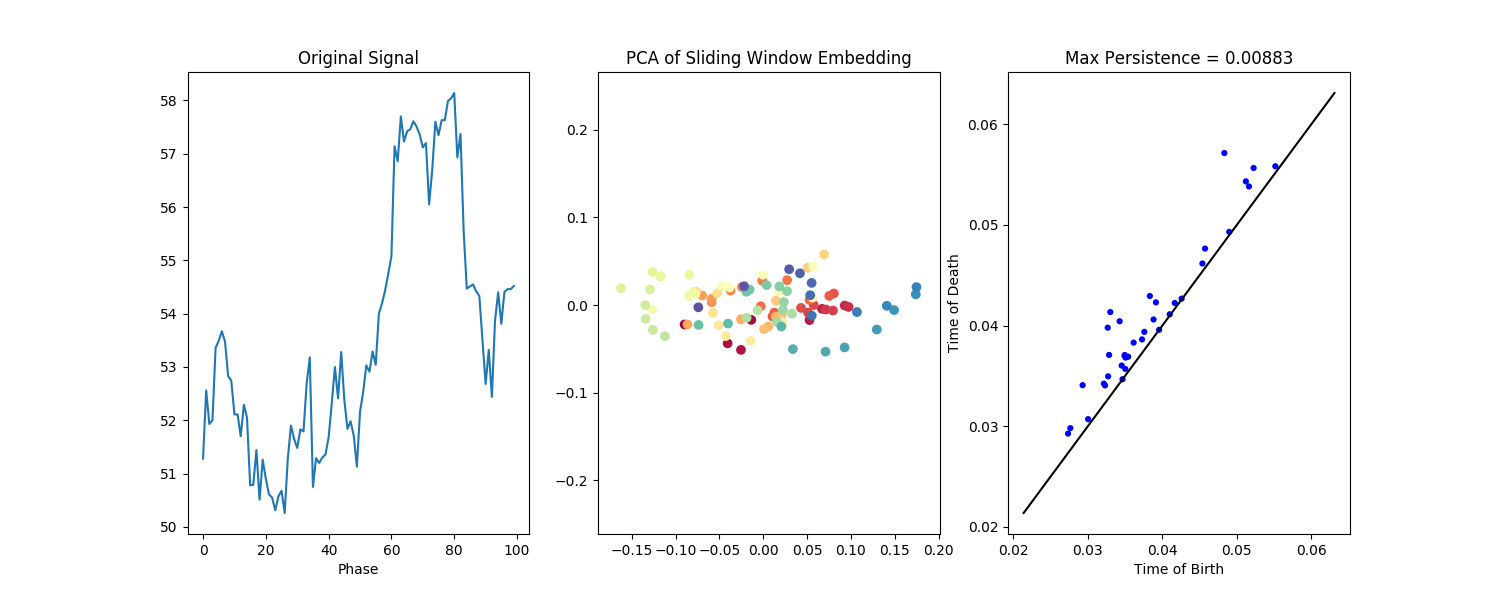 Original Signal
58
57
56
55
54
53
52
51
50
0 20 40 60 80 100
Phase
PCA of Sliding Window Embedding
0.2
0.1
0.0
−0.1
−0.2
−0.15 −0.10 −0.05 0.00 0.05 0.10 0.15 0.20
Max Persistence = 0.00883
Time of Death
0.06
0.05
0.04
0.03
0.02
0.02 0.03 0.04 0.05 0.06
Time of Birth